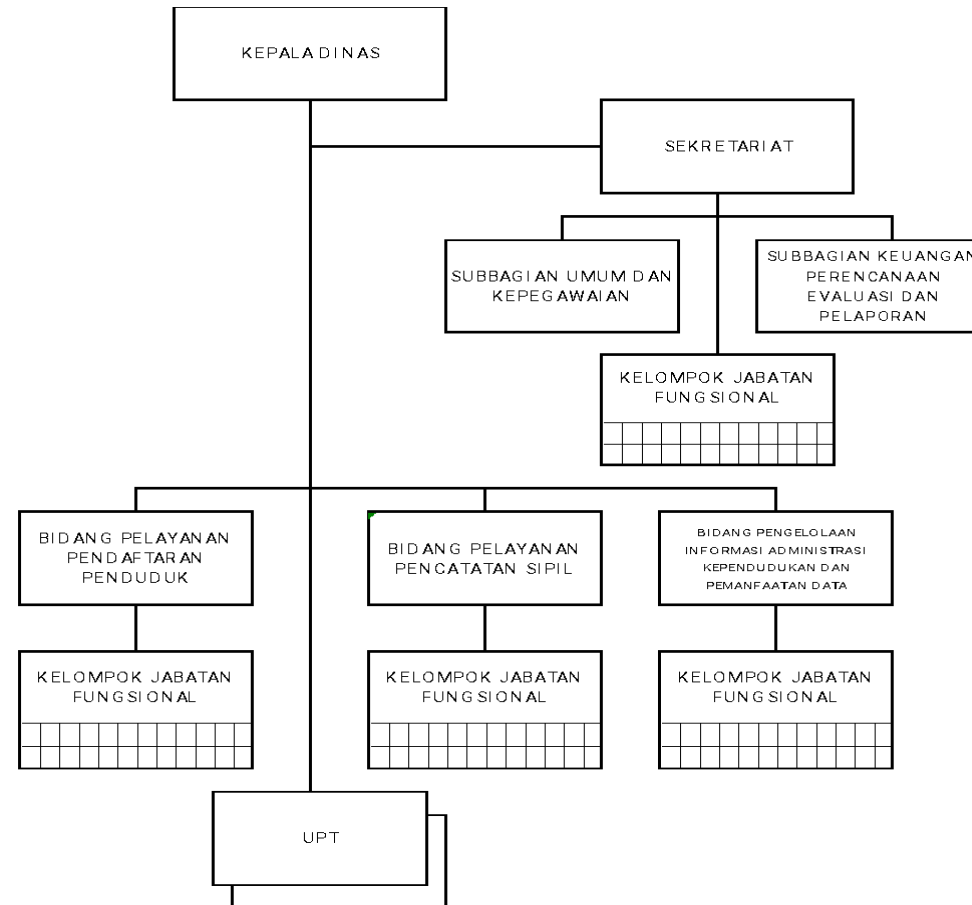 KEPALA DINAS
SEKRETARIAT
SUBBAGIAN UMUM DAN
KEPEGAWAIAN
SUBBAGIAN KEUANGAN
PERENCANAAN
EVALUASI DAN
PELAPORAN
KELOMPOK JABATAN
FUNGSIONAL
BIDANG PELAYANAN
PENDAFTARAN
PENDUDUK
BIDANG PELAYANAN
PENCATATAN SIPIL
BIDANG PENGELOLAAN
INFORMASI ADMINISTRASI
KEPENDUDUKAN DAN
PEMANFAATAN DATA
KELOMPOK JABATAN
FUNGSIONAL
KELOMPOK JABATAN
FUNGSIONAL
KELOMPOK JABATAN
FUNGSIONAL
UPT